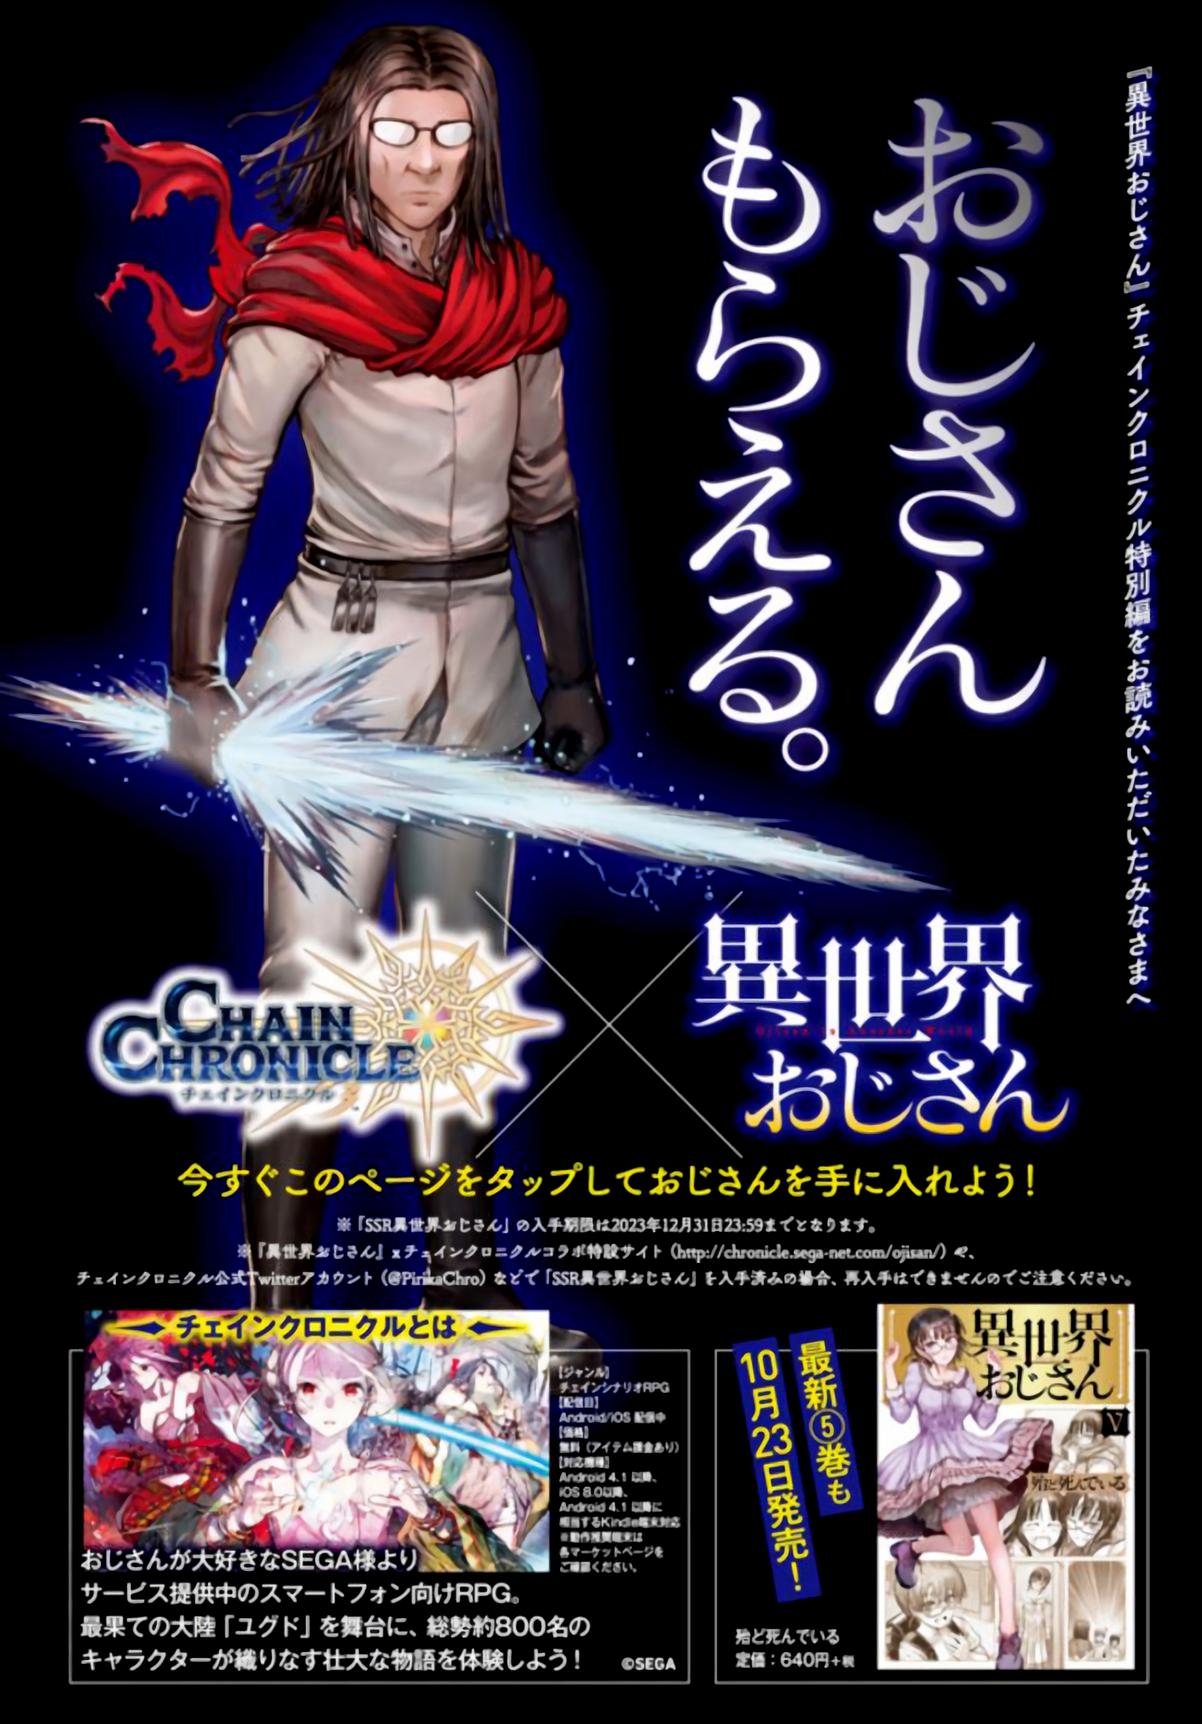 『異世界おじさん』チェインクロニクル特別編をお読みいただいたみなさまへ
おじさん
もらえる。
CHAIN
CHRONICLE
チェインクロニクル
異世界
Ojisan in Another World
おじさん
今すぐこのページをタップしておじさんを手に入れよう！
※『SSR異世界おじさん』の入手期限は2023年12月31日23:59までとなります。
※『異世界おじさん』xチェインクロニクルコラボ特設サイト（http://chronicle.sega-net.com/ojisan/）や、
チェインクロニクル公式Twitterアカウント（@PirikaChro）などで「SSR異世界おじさん」を入手済みの場合、再入手はできませんのでご注意ください。
チェインクロニクルとは
【ジャンル】
チェインシナリオRPG
【配信日】
Android/iOS 配信中
【価格】
無料（アイテム課金あり）
【対応機種】
Android 4.1 以降、
iOS 8.0以降、
Android 4.1 以降に
相当するKindle端末対応
※動作推奨端末は
各マーケットページを
ご確認ください。
おじさんが大好きなSEGA様より
サービス提供中のスマートフォン向けRPG。
最果ての大陸「ユグド」を舞台に、総勢約800名の
キャラクターが織りなす壮大な物語を体験しよう！
©SEGA
最新⑤巻も
10月23日発売！
殆ど死んでいる
定価：640円+税
異世界
おじさん
V
殆ど死んでいる